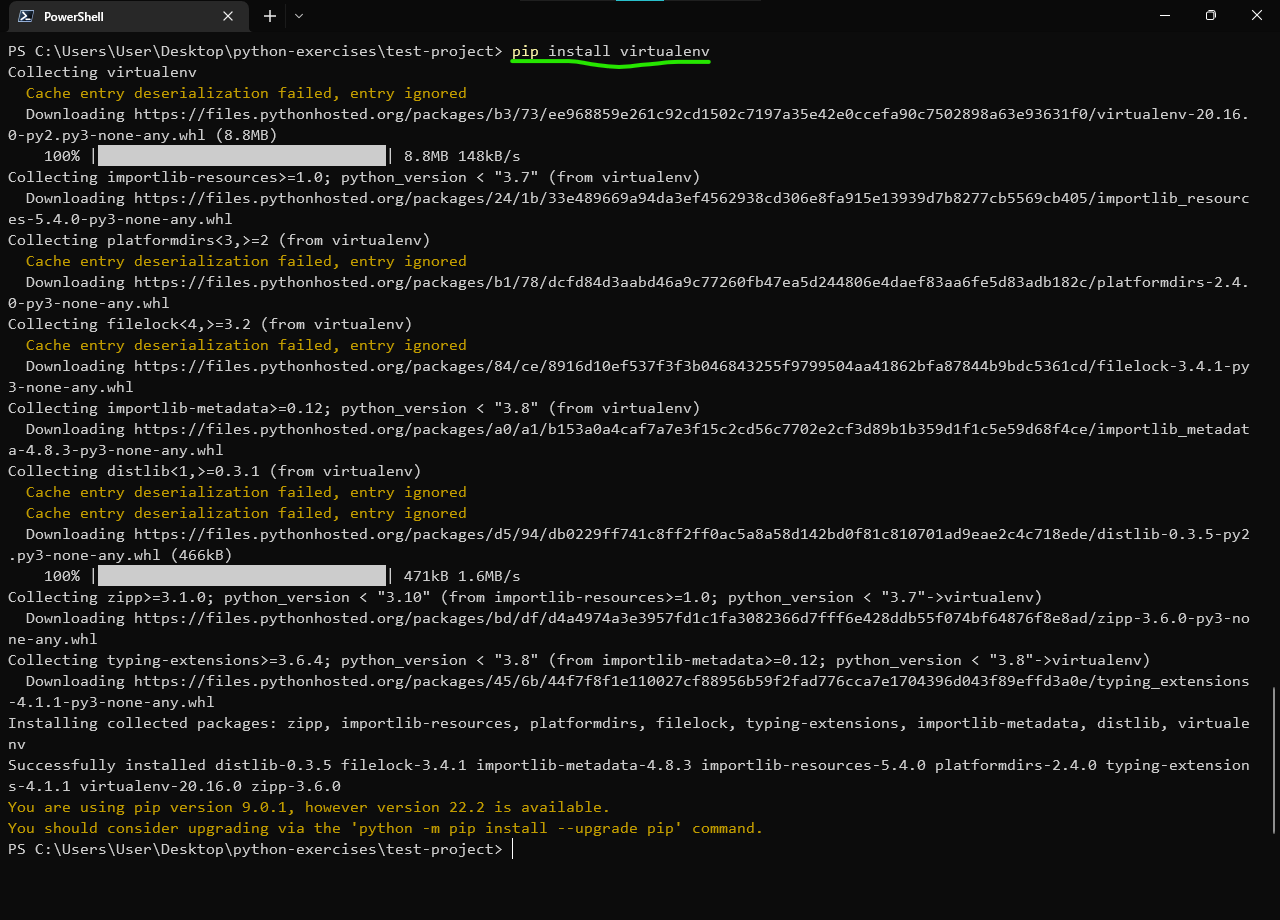 PowerShell
PS C:\Users\User\Desktop\python-exercises\test-project> pip install virtualenv
Collecting virtualenv
  Cache entry deserialization failed, entry ignored
  Downloading https://files.pythonhosted.org/packages/b3/73/ee968859e261c92cd1502c7197a35e42e0ccefa90c7502898a63e93631f0/virtualenv-20.16.
0-py2.py3-none-any.whl (8.8MB)
    100% |████████████████████████████████| 8.8MB 148kB/s
Collecting importlib-resources>=1.0; python_version < "3.7" (from virtualenv)
  Downloading https://files.pythonhosted.org/packages/24/1b/33e489669a94da3ef4562938cd306e8fa915e13939d7b8277cb5569cb405/importlib_resourc
es-5.4.0-py3-none-any.whl
Collecting platformdirs<3,>=2 (from virtualenv)
  Cache entry deserialization failed, entry ignored
  Downloading https://files.pythonhosted.org/packages/b1/78/dcfd84d3aabd46a9c77260fb47ea5d244806e4daef83aa6fe5d83adb182c/platformdirs-2.4.
0-py3-none-any.whl
Collecting filelock<4,>=3.2 (from virtualenv)
  Cache entry deserialization failed, entry ignored
  Downloading https://files.pythonhosted.org/packages/84/ce/8916d10ef537f3f3b046843255f9799504aa41862bfa87844b9bdc5361cd/filelock-3.4.1-py
3-none-any.whl
Collecting importlib-metadata>=0.12; python_version < "3.8" (from virtualenv)
  Downloading https://files.pythonhosted.org/packages/a0/a1/b153a0a4caf7a7e3f15c2cd56c7702e2cf3d89b1b359d1f1c5e59d68f4ce/importlib_metadat
a-4.8.3-py3-none-any.whl
Collecting distlib<1,>=0.3.1 (from virtualenv)
  Cache entry deserialization failed, entry ignored
  Cache entry deserialization failed, entry ignored
  Downloading https://files.pythonhosted.org/packages/d5/94/db0229ff741c8ff2ff0ac5a8a58d142bd0f81c810701ad9eae2c4c718ede/distlib-0.3.5-py2
.py3-none-any.whl (466kB)
    100% |████████████████████████████████| 471kB 1.6MB/s
Collecting zipp>=3.1.0; python_version < "3.10" (from importlib-resources>=1.0; python_version < "3.7"->virtualenv)
  Downloading https://files.pythonhosted.org/packages/bd/df/d4a4974a3e3957fd1c1fa3082366d7fff6e428ddb55f074bf64876f8e8ad/zipp-3.6.0-py3-no
ne-any.whl
Collecting typing-extensions>=3.6.4; python_version < "3.8" (from importlib-metadata>=0.12; python_version < "3.8"->virtualenv)
  Downloading https://files.pythonhosted.org/packages/45/6b/44f7f8f1e110027cf88956b59f2fad776cca7e1704396d043f89effd3a0e/typing_extensions
-4.1.1-py3-none-any.whl
Installing collected packages: zipp, importlib-resources, platformdirs, filelock, typing-extensions, importlib-metadata, distlib, virtuale
nv
Successfully installed distlib-0.3.5 filelock-3.4.1 importlib-metadata-4.8.3 importlib-resources-5.4.0 platformdirs-2.4.0 typing-extension
s-4.1.1 virtualenv-20.16.0 zipp-3.6.0
You are using pip version 9.0.1, however version 22.2 is available.
You should consider upgrading via the 'python -m pip install --upgrade pip' command.
PS C:\Users\User\Desktop\python-exercises\test-project>